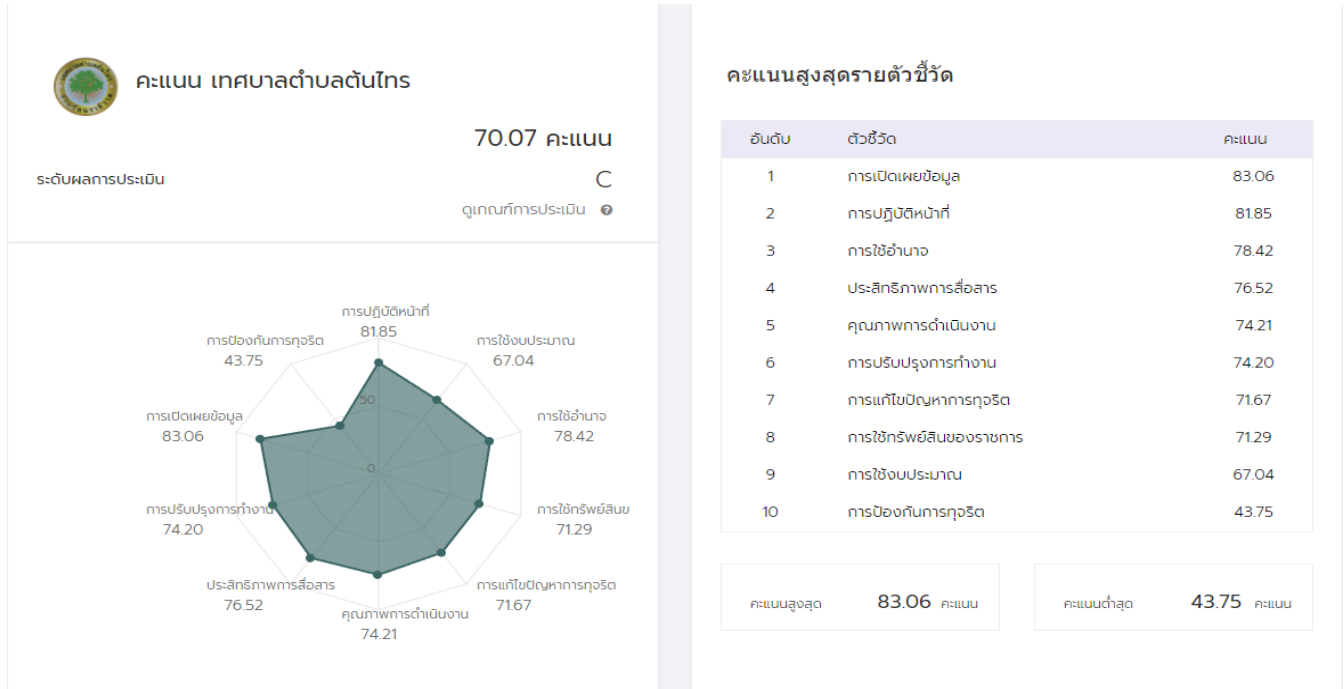 คะแนน เทศบาลตำบลต้นไทร
70.07 คะแนน
ระดับผลการประเมิน C
ดูเกณฑ์การประเมิน ?
การปฏิบัติหน้าที่
81.85
การใช้งบประมาณ
67.04
การใช้อำนาจ
78.42
การใช้ทรัพย์สินข
71.29
การแก้ไขปัญหาการทุจริต
71.67
คุณภาพการดำเนินงาน
74.21
ประสิทธิภาพการสื่อสาร
76.52
การปรับปรุงการทำงาน
74.20
การเปิดเผยข้อมูล
83.06
การป้องกันการทุจริต
43.75
50
0
คะแนนสูงสุดรายตัวชี้วัด
อันดับ ตัวชี้วัด คะแนน
1 การเปิดเผยข้อมูล 83.06
2 การปฏิบัติหน้าที่ 81.85
3 การใช้อำนาจ 78.42
4 ประสิทธิภาพการสื่อสาร 76.52
5 คุณภาพการดำเนินงาน 74.21
6 การปรับปรุงการทำงาน 74.20
7 การแก้ไขปัญหาการทุจริต 71.67
8 การใช้ทรัพย์สินของราชการ 71.29
9 การใช้งบประมาณ 67.04
10 การป้องกันการทุจริต 43.75
คะแนนสูงสุด 83.06 คะแนน
คะแนนต่ำสุด 43.75 คะแนน